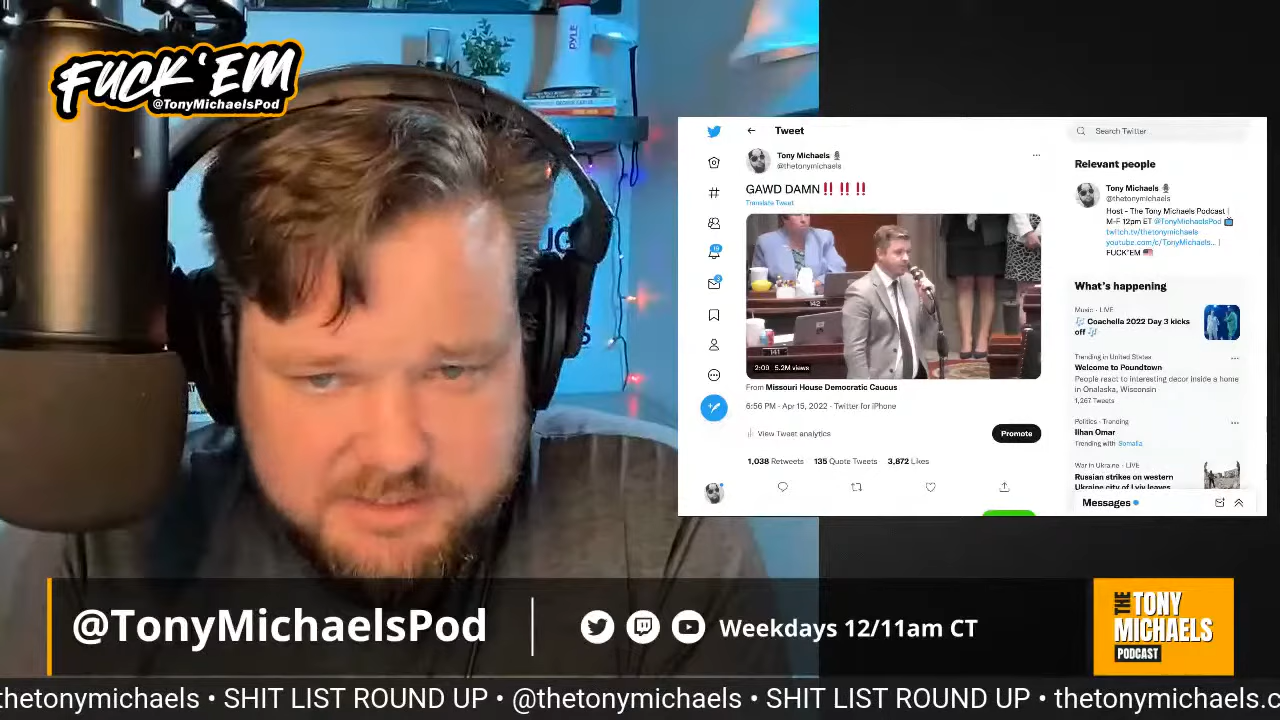 FUCK'EM
@TonyMichaelsPod
PYLE
Tweet
Tony Michaels
@thetonymichaels
GAWD DAMN‼️‼️‼️
Translate Tweet
142
141
2:09 5.2M views
From Missouri House Democratic Caucus
6:56 PM · Apr 15, 2022 · Twitter for iPhone
View Tweet analytics
Promote
1,038 Retweets 135 Quote Tweets 3,872 Likes
Search Twitter
Relevant people
Tony Michaels
@thetonymichaels
Host - The Tony Michaels Podcast |
M-F 12pm ET @TonyMichaelsPod
twitch.tv/thetonymichaels
youtube.com/c/TonyMichaels... |
FUCK'EM 🇺🇸
What's happening
Music · LIVE
🎶 Coachella 2022 Day 3 kicks
off 🎶
Trending in United States
Welcome to Poundtown
People react to interesting decor inside a home
in Onalaska, Wisconsin
1,267 Tweets
Politics · Trending
Ilhan Omar
Trending with Somalia
War in Ukraine · LIVE
Russian strikes on western
Ukraine city of Lviv leaves
Messages
@TonyMichaelsPod
Weekdays 12/11am CT
THE
TONY
MICHAELS
PODCAST
thetonymichaels • SHIT LIST ROUND UP • @thetonymichaels • SHIT LIST ROUND UP • thetonymichaels.c